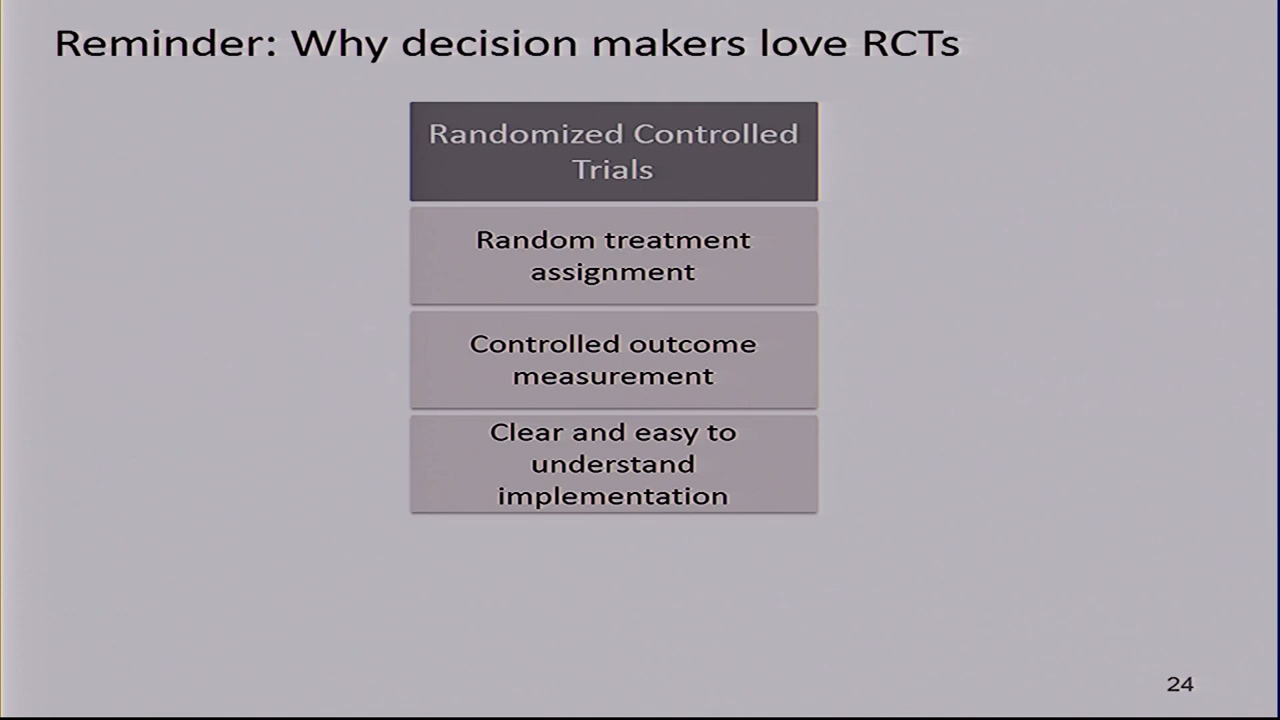 Reminder: Why decision makers love RCTs
Randomized Controlled
Trials
Random treatment
assignment
Controlled outcome
measurement
Clear and easy to
understand
implementation
24